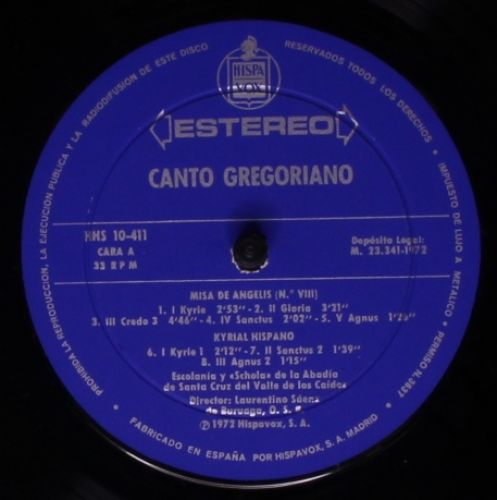 HISPA
VOX
ESTEREO
CANTO GREGORIANO
HHS 10-411
CARA A
33 RPM
Depósito Legal:
M. 23.341-1972
MISA DE ANGELIS (N.º VIII)
1. I Kyrie 2'53" - 2. II Gloria 3'21"
3. III Credo 3 4'46" - 4. IV Sanctus 2'02" - 5. V Agnus
KYRIAL HISPANO
6. I Kyrie 1 2'12" - 7. II Sanctus 2 1'39"
8. III Agnus 2 1'15"
Escolanía y «Schola» de la Abadía
de Santa Cruz del Valle de los Caídos
Director: Laurentino Sáenz
de Buruaga, O. S. B.
Ⓟ 1972 Hispavox, S. A.
PROHIBIDA LA REPRODUCCION, LA EJECUCION PUBLICA Y LA RADIODIFUSION DE ESTE DISCO
RESERVADOS TODOS LOS DERECHOS · IMPUESTO DE LUJO A METALICO · PERMISO N.º 3637
FABRICADO EN ESPAÑA POR HISPAVOX, S. A. MADRID